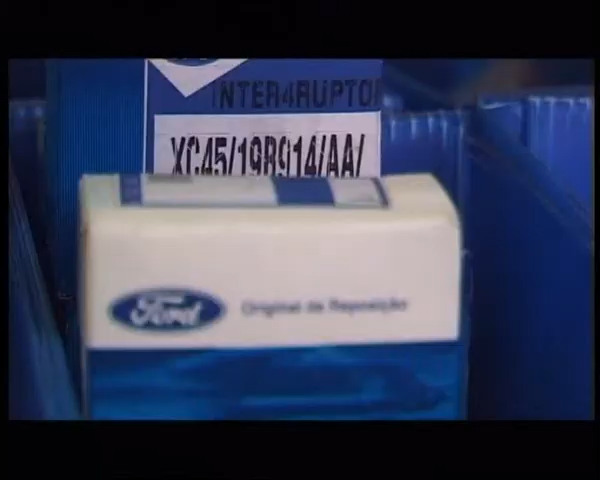 INTER4RUPTO
XC45/19B914/AA/
Ford
Original de Reposição